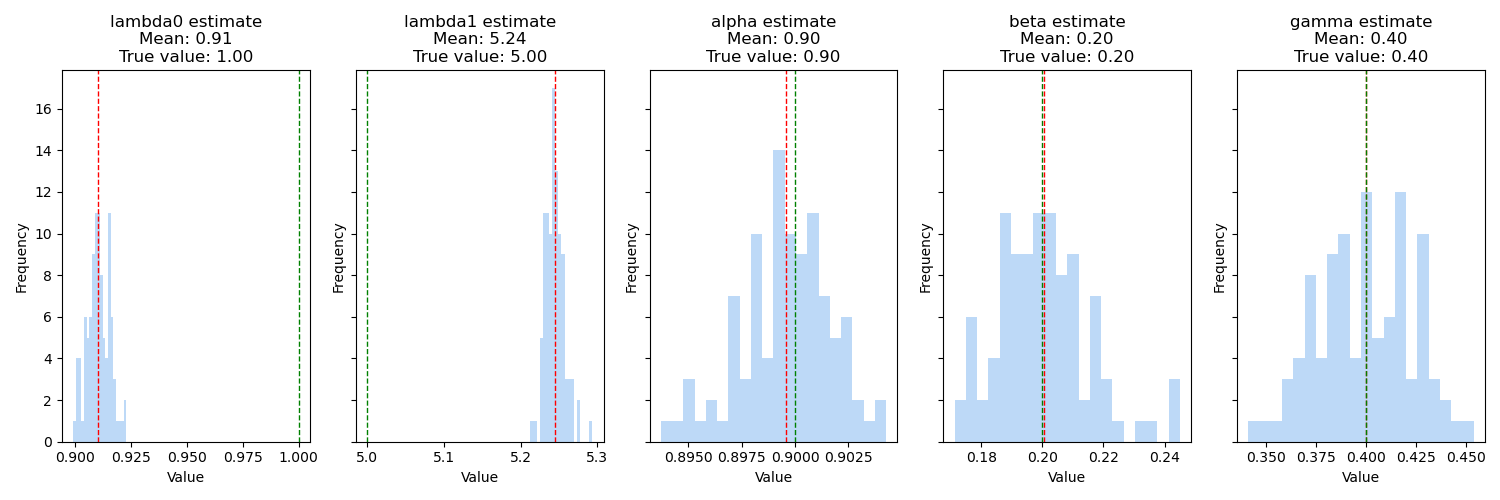 lambda0 estimate
Mean: 0.91
True value: 1.00
lambda1 estimate
Mean: 5.24
True value: 5.00
alpha estimate
Mean: 0.90
True value: 0.90
beta estimate
Mean: 0.20
True value: 0.20
gamma estimate
Mean: 0.40
True value: 0.40
16
14
12
10
8
6
4
2
0
Frequency
Frequency
Frequency
Frequency
Frequency
0.900 0.925 0.950 0.975 1.000
5.0 5.1 5.2 5.3
0.8950 0.8975 0.9000 0.9025
0.18 0.20 0.22 0.24
0.350 0.375 0.400 0.425 0.450
Value
Value
Value
Value
Value